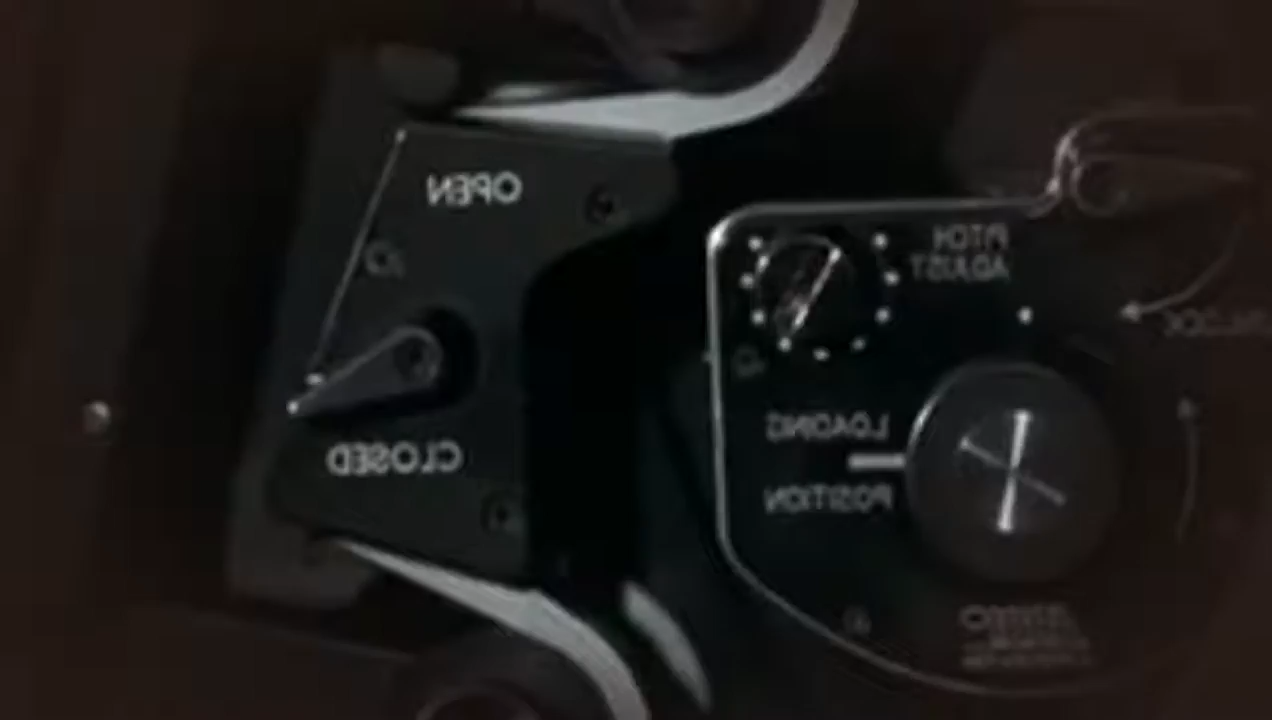 OPEN
CLOSED
PITCH
ADJUST
LOADING
POSITION